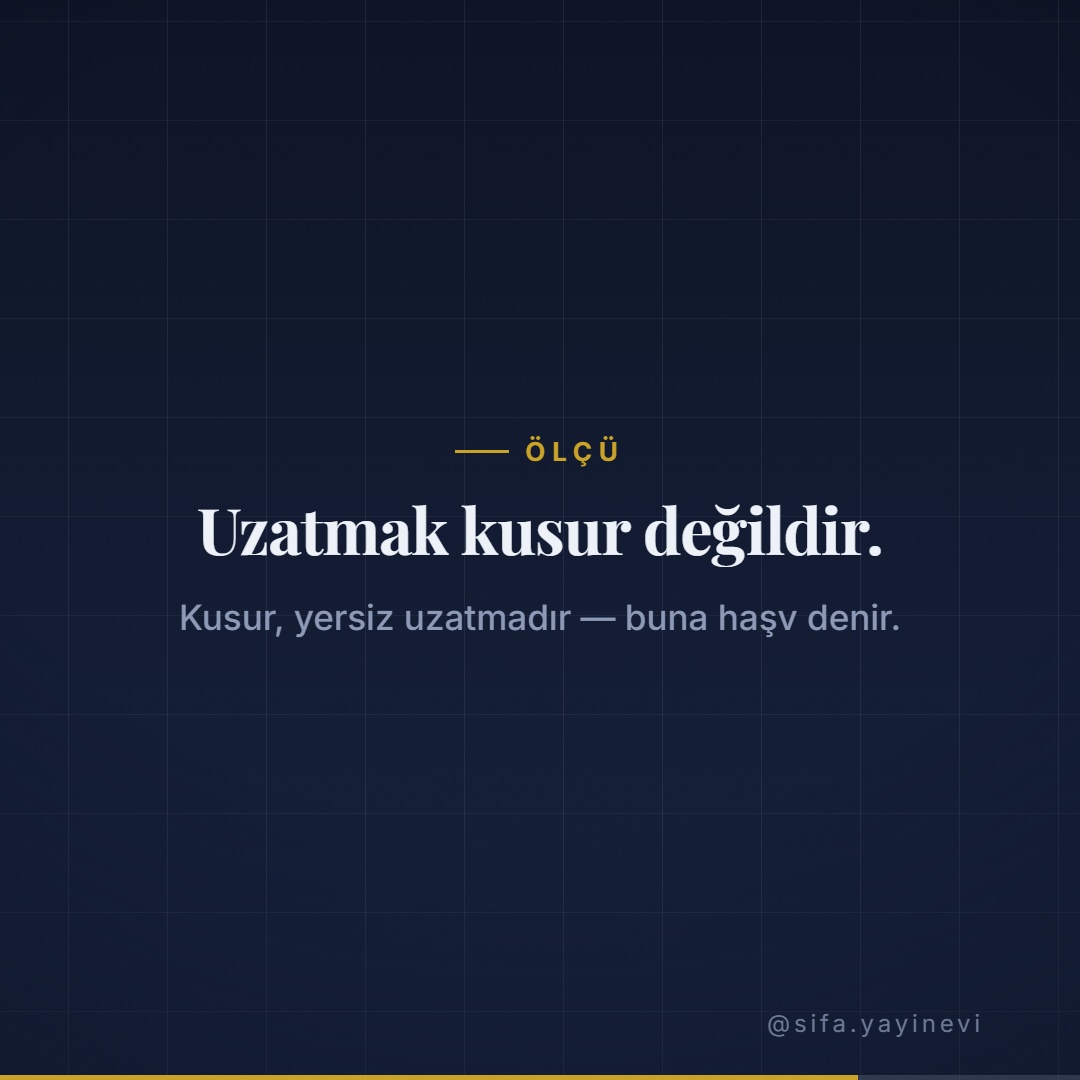 ÖLÇÜ
Uzatmak kusur değildir.
Kusur, yersiz uzatmadır — buna haşv denir.
@sifa.yayinevi